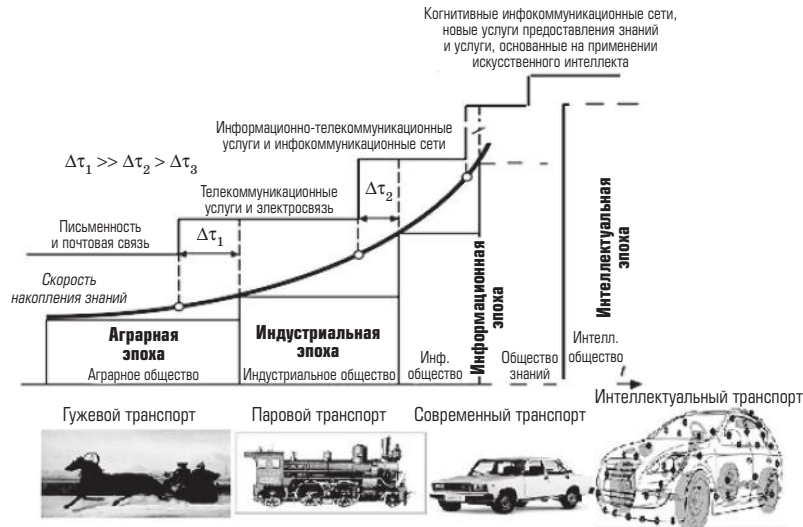 Когнитивные инфокоммуникационные сети,
новые услуги предоставления знаний
и услуги, основанные на применении
искусственного интеллекта
Информационно-телекоммуникационные
услуги и инфокоммуникационные сети
Δτ₁ >> Δτ₂ > Δτ₃
Телекоммуникационные
услуги и электросвязь
Δτ₂
Письменность
и почтовая связь
Δτ₁
Скорость
накопления знаний
Аграрная
эпоха
Аграрное общество
Индустриальная
эпоха
Индустриальное общество
Инф.
общество
Информационная
эпоха
Общество
знаний
Интеллектуальная
эпоха
Интелл.
общество
t
Гужевой транспорт
Паровой транспорт
Современный транспорт
Интеллектуальный транспорт